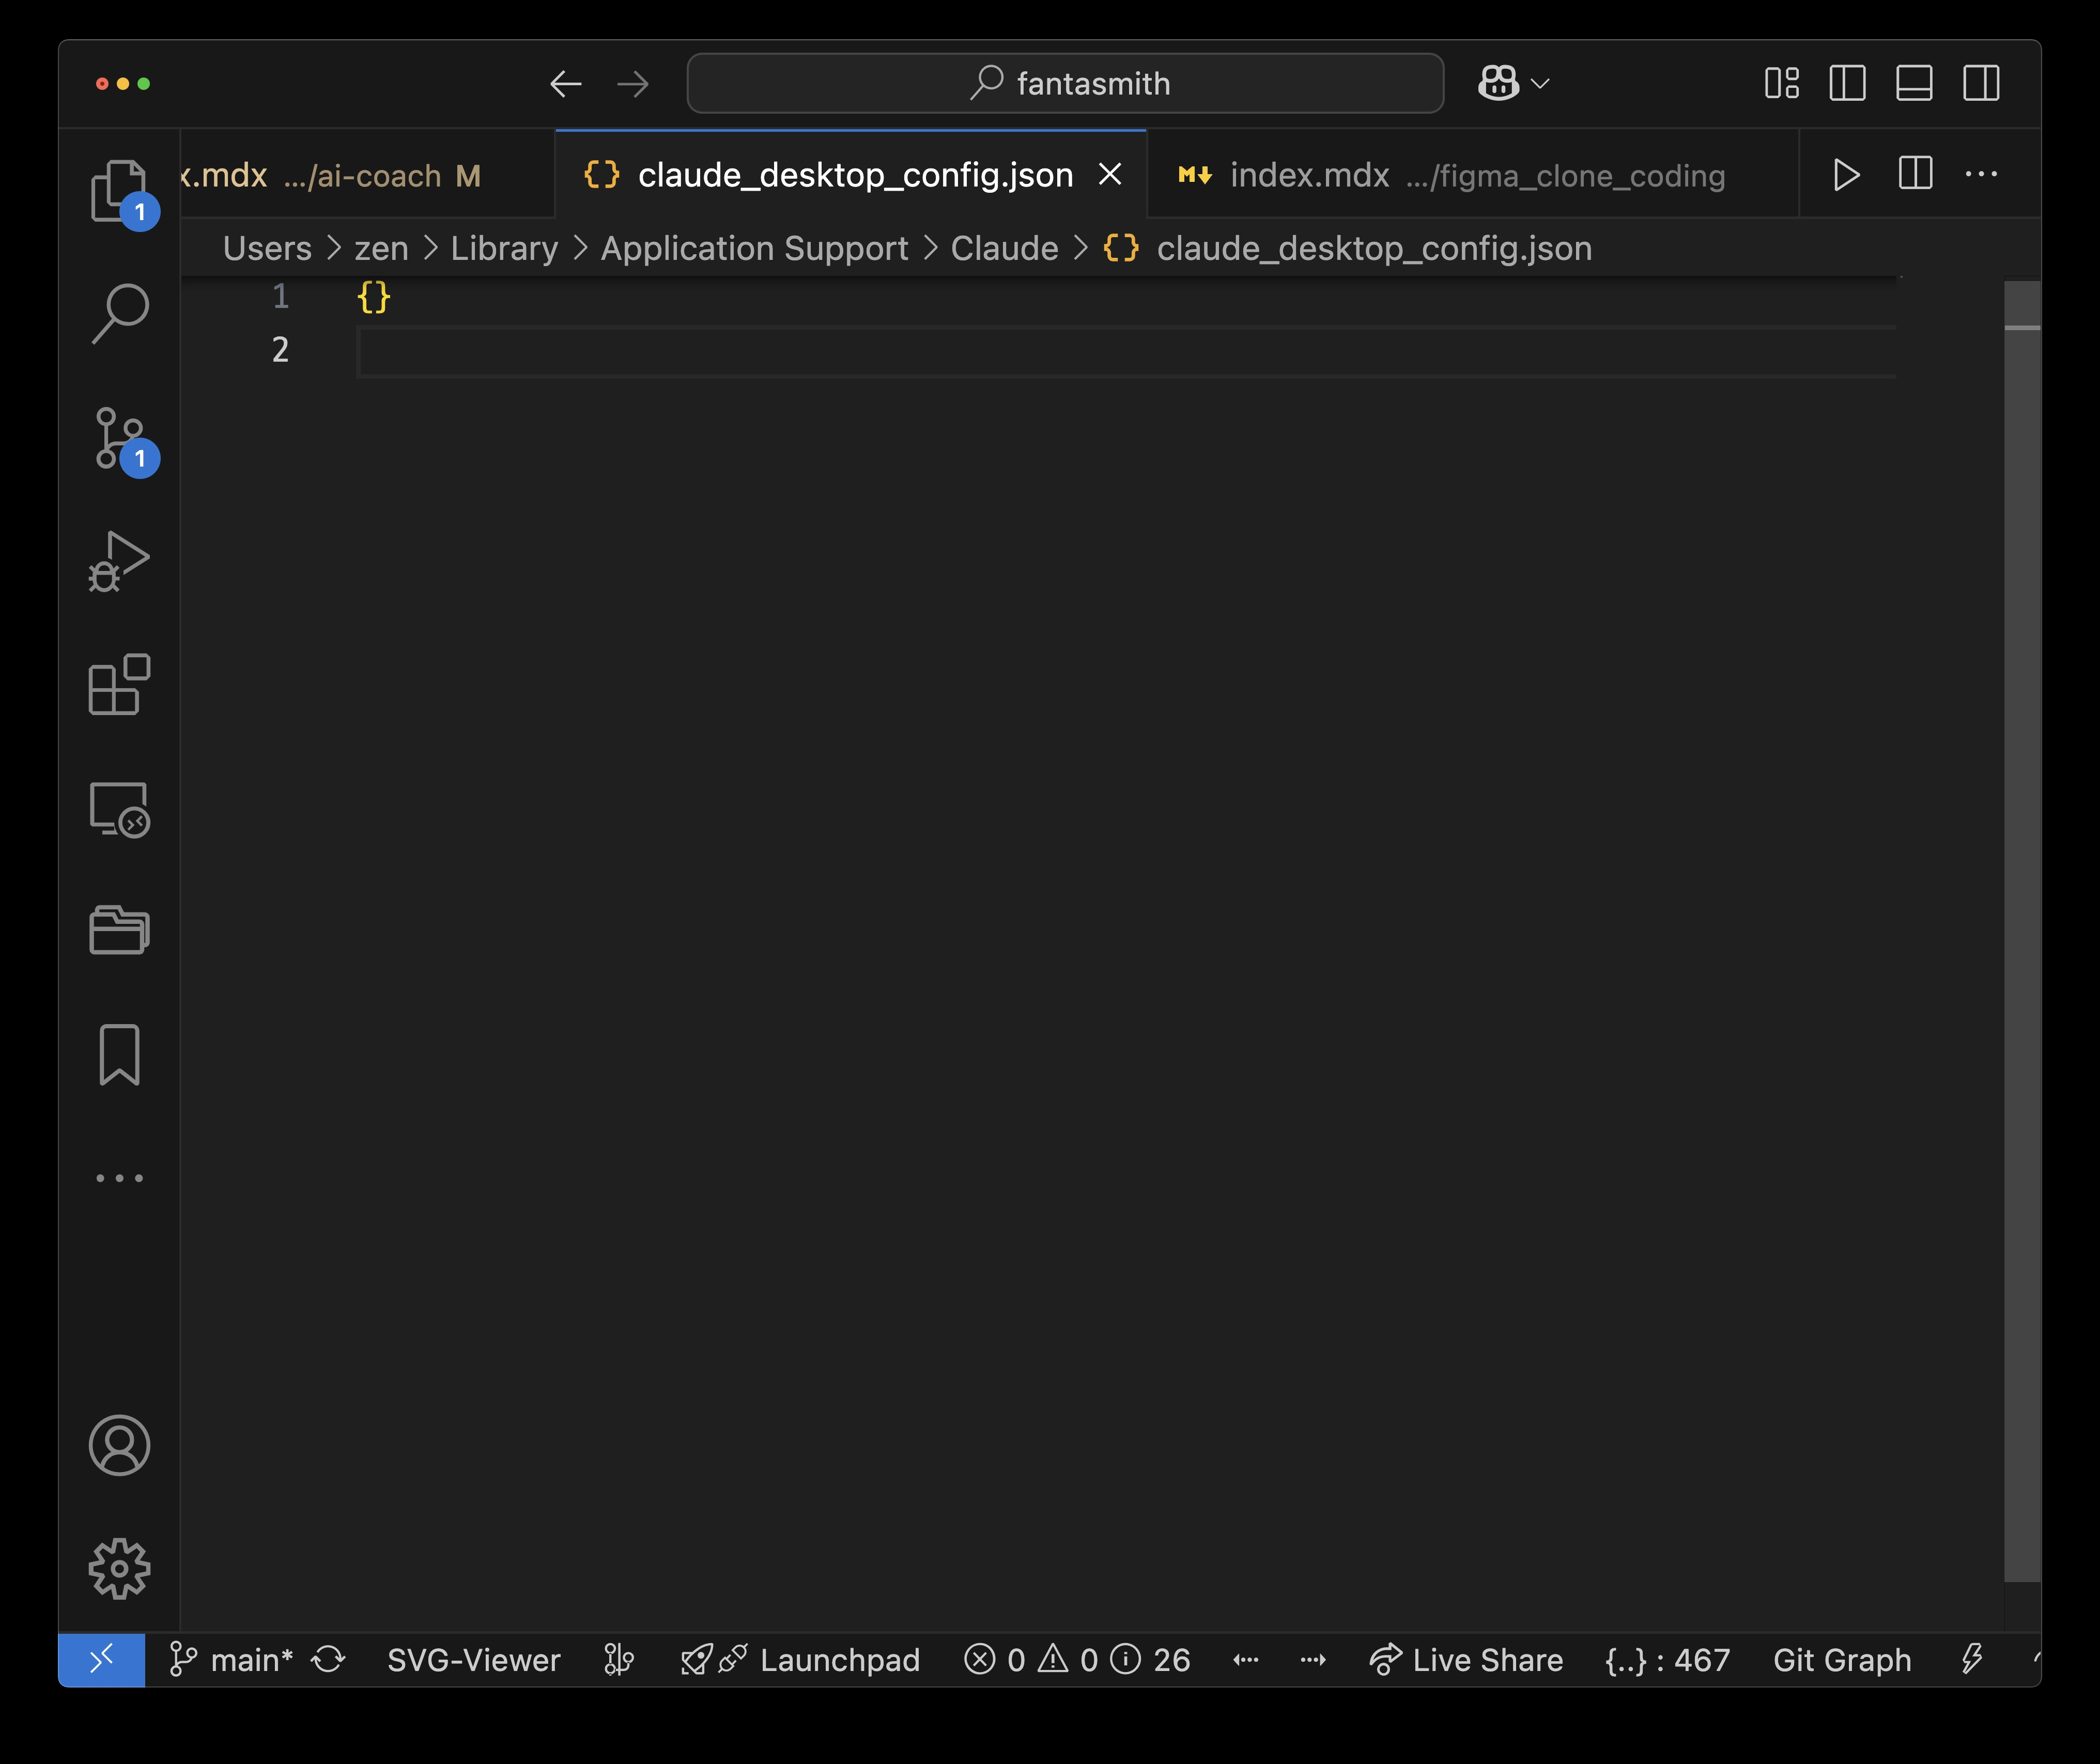 fantasmith
x.mdx .../ai-coach M
{} claude_desktop_config.json
index.mdx .../figma_clone_coding
Users > zen > Library > Application Support > Claude > {} claude_desktop_config.json
1 {}
2
1
1
main* SVG-Viewer Launchpad 0 0 26 Live Share {..} : 467 Git Graph